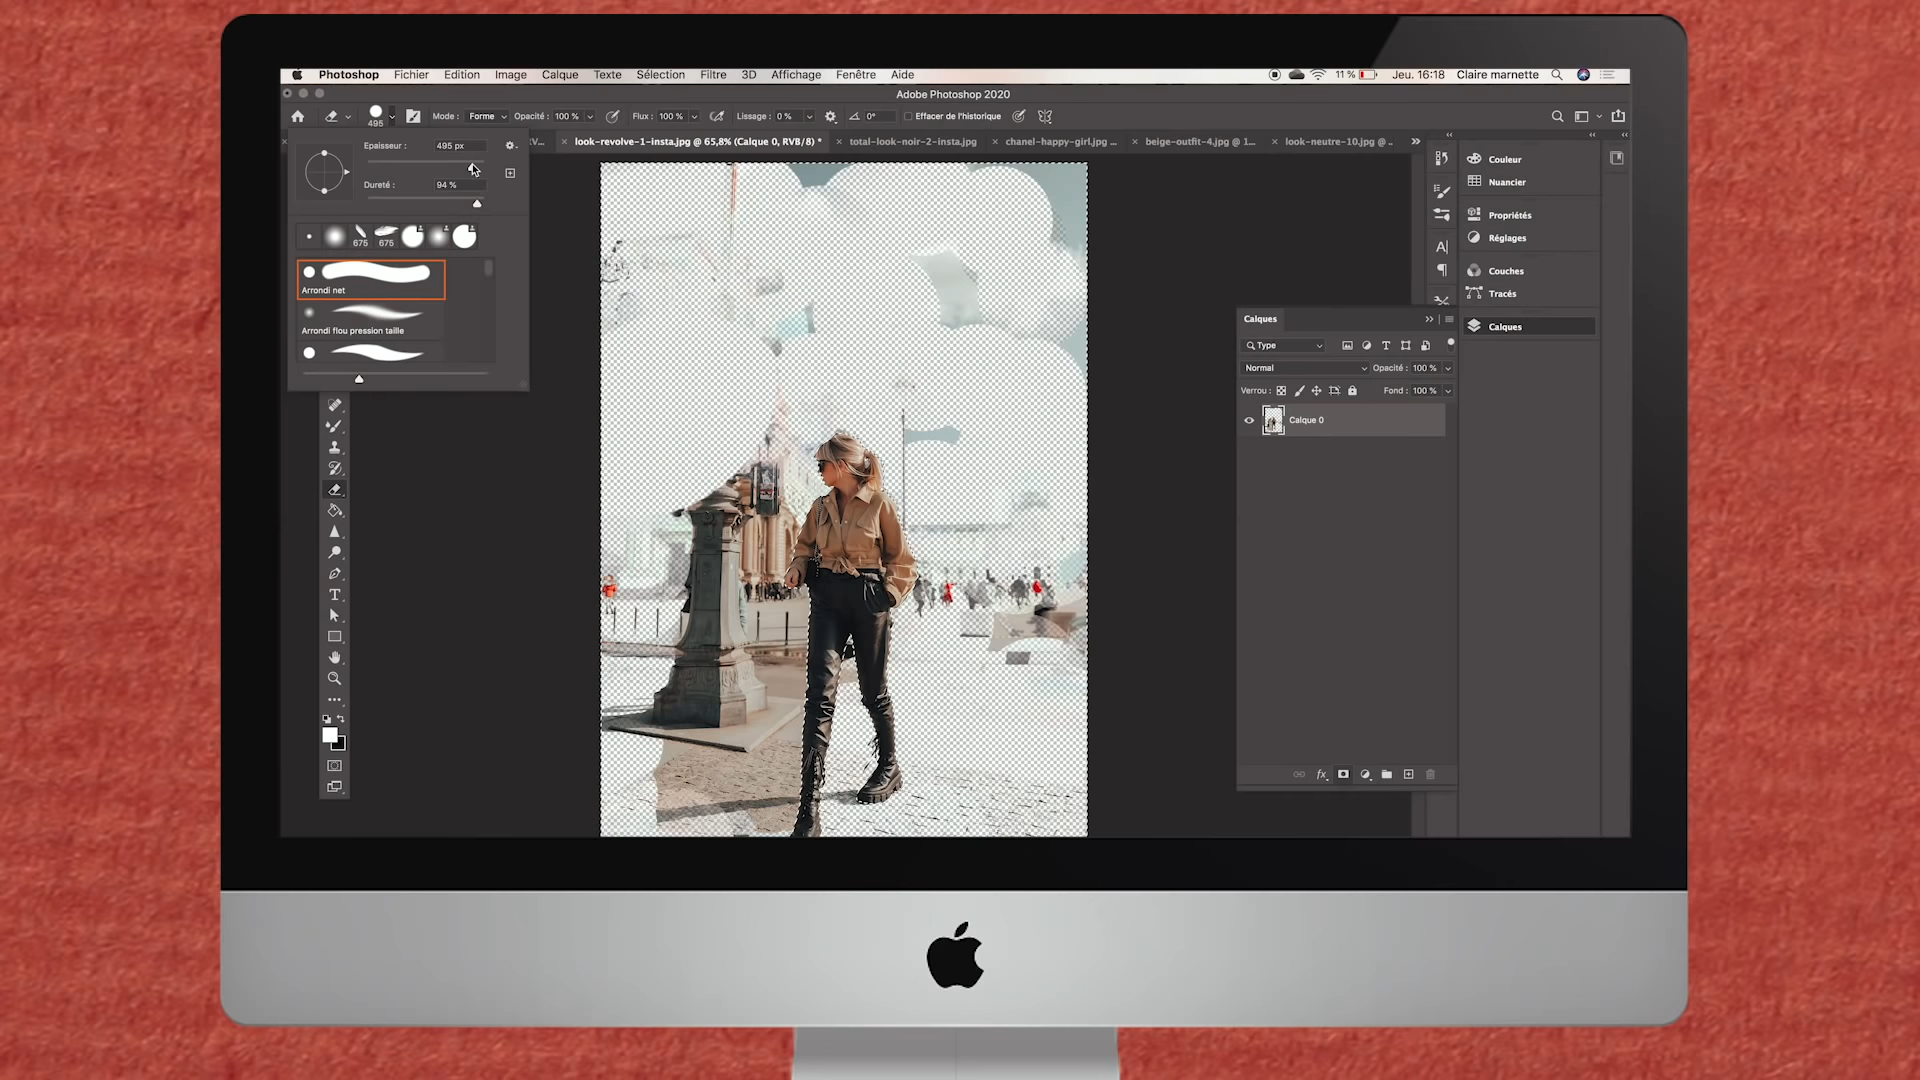 Photoshop Fichier Edition Image Calque Texte Sélection Filtre 3D Affichage Fenêtre Aide 11 % Jeu. 16:18 Claire marnette
Adobe Photoshop 2020
495 Mode : Forme Opacité : 100 % Flux : 100 % Lissage : 0 % 0° Effacer de l'historique
look-revolve-1-insta.jpg @ 65,8% (Calque 0, RVB/8) * total-look-noir-2-insta.jpg chanel-happy-girl.jpg ... beige-outfit-4.jpg @ 1... look-neutre-10.jpg @ ..
Epaisseur : 495 px
Dureté : 94 %
675 675
Arrondi net
Arrondi flou pression taille
Couleur
Nuancier
Propriétés
Réglages
Couches
Tracés
Calques
Calques
Type
Normal Opacité : 100 %
Verrou : Fond : 100 %
Calque 0